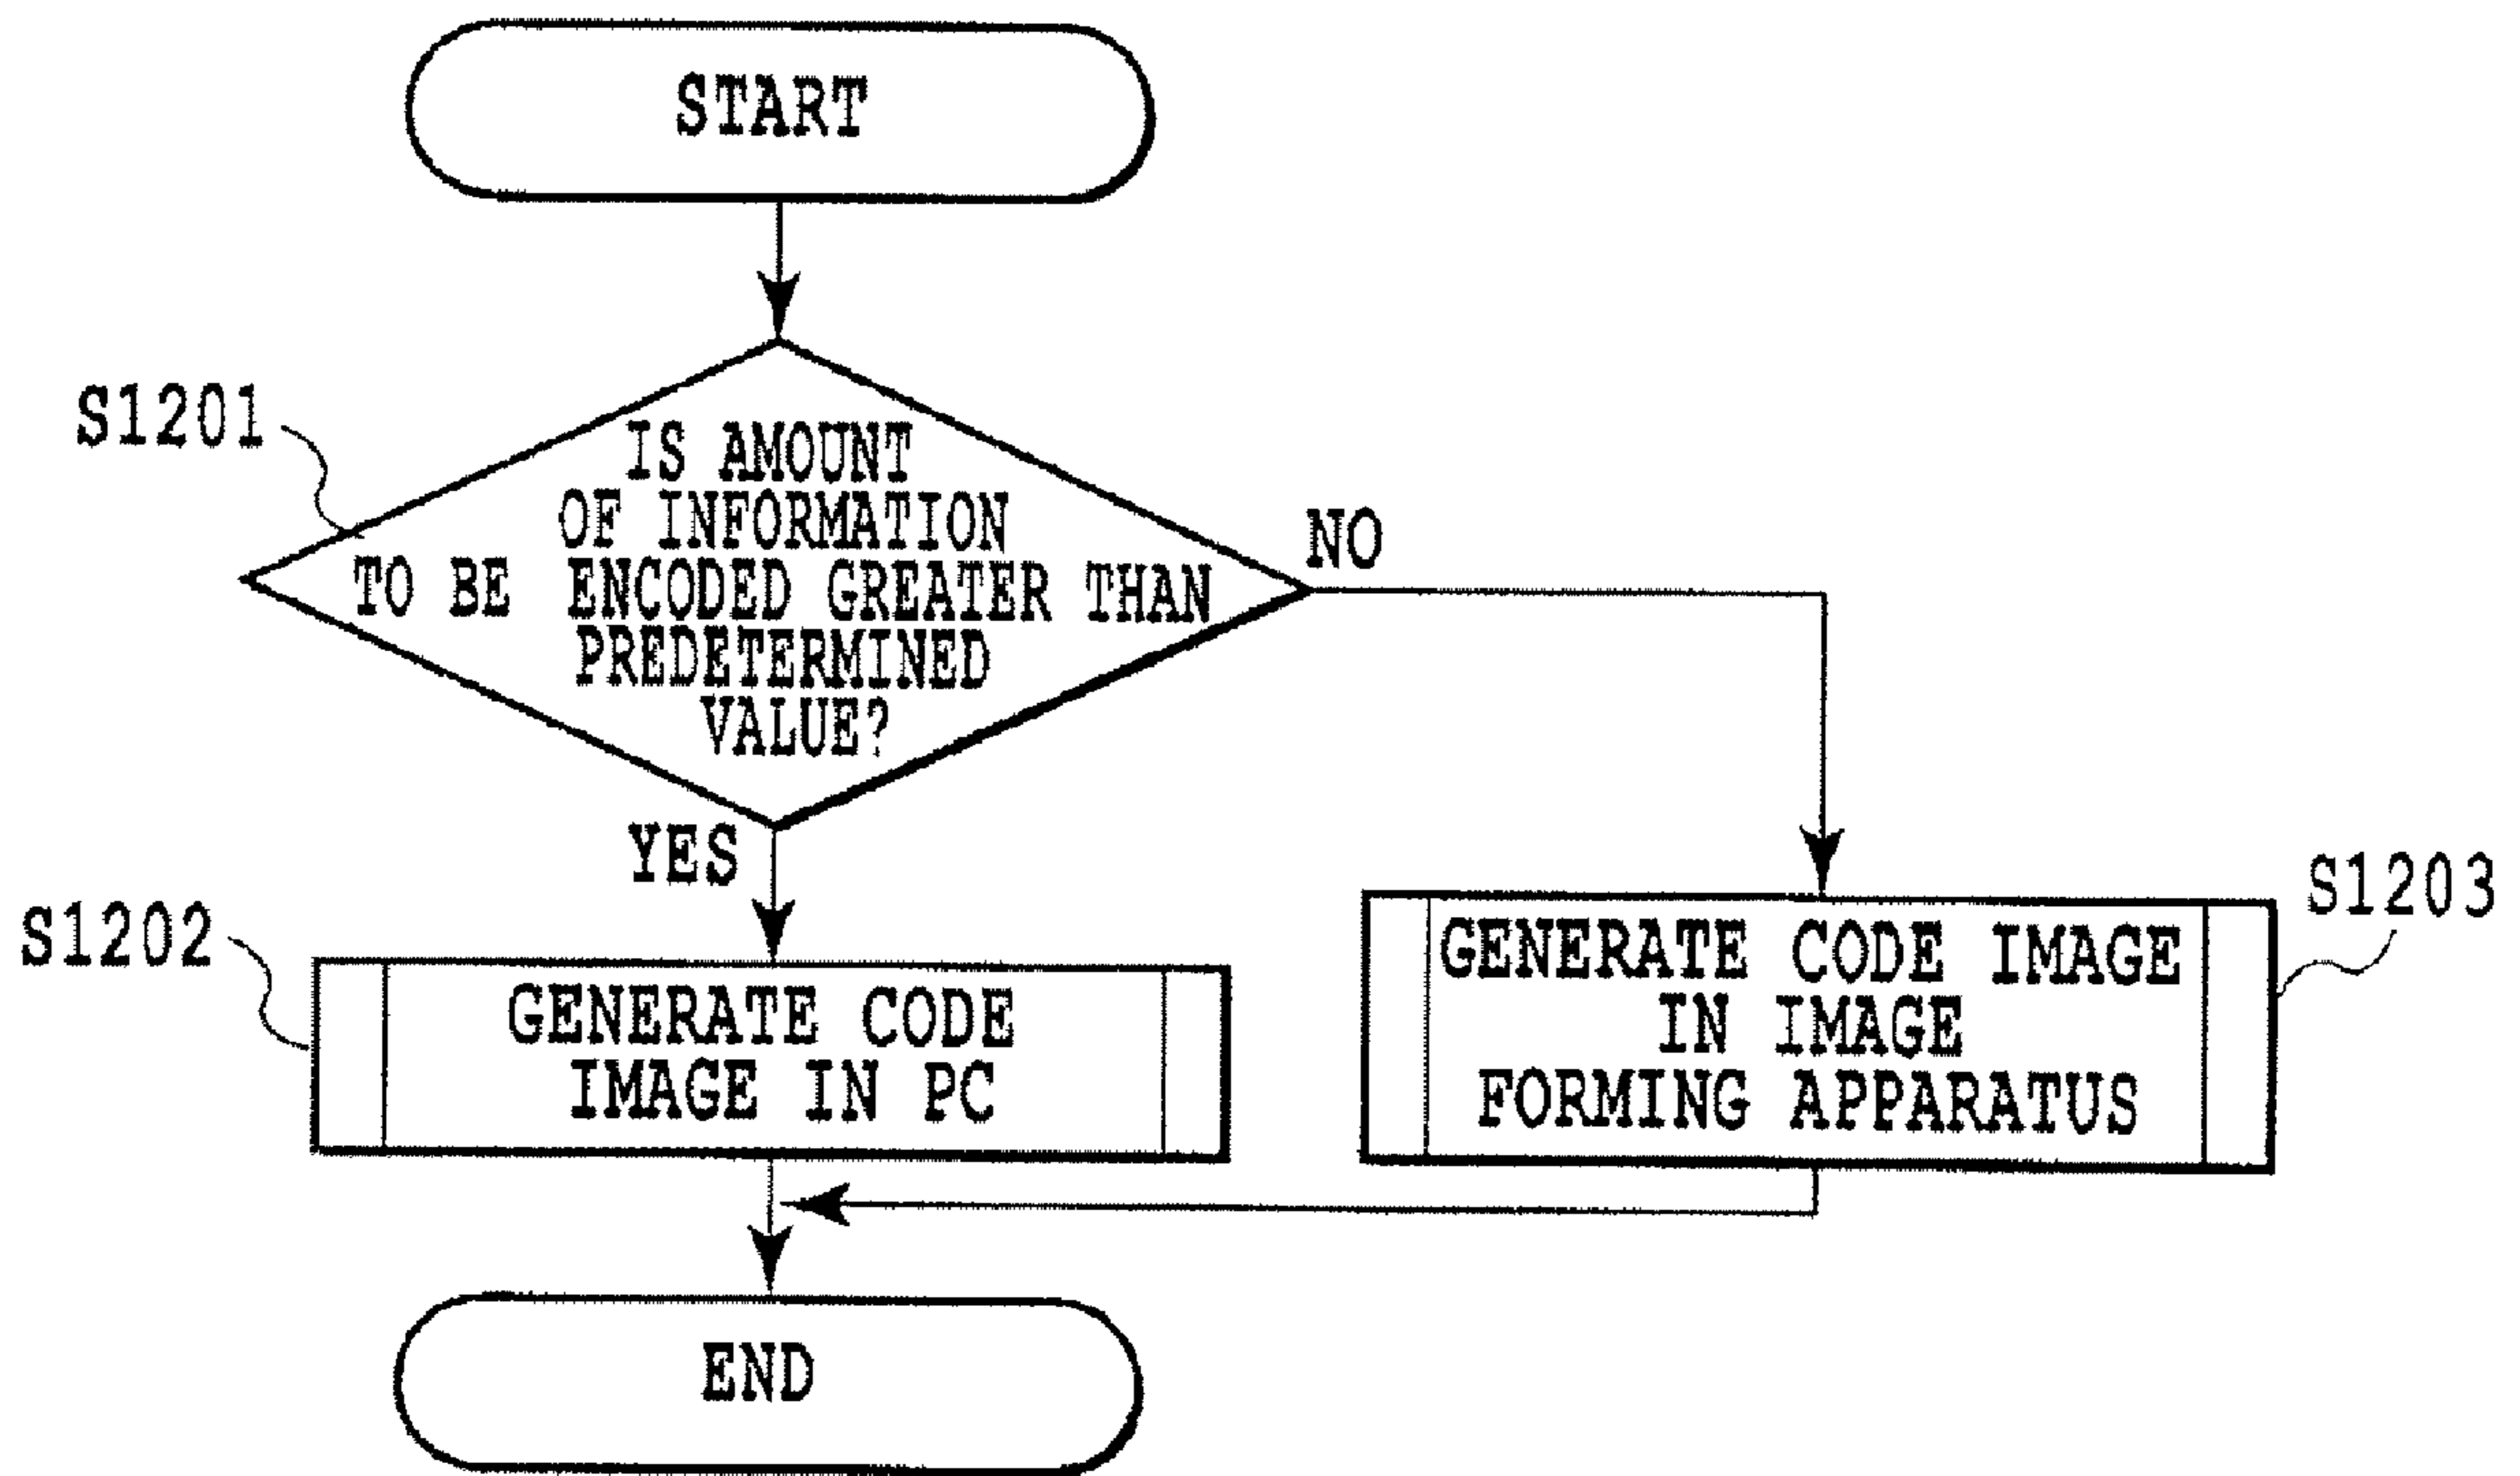 START
S1201
IS AMOUNT
OF INFORMATION
TO BE ENCODED GREATER THAN
PREDETERMINED
VALUE?
NO
YES
S1202
GENERATE CODE
IMAGE IN PC
S1203
GENERATE CODE IMAGE
IN IMAGE
FORMING APPARATUS
END